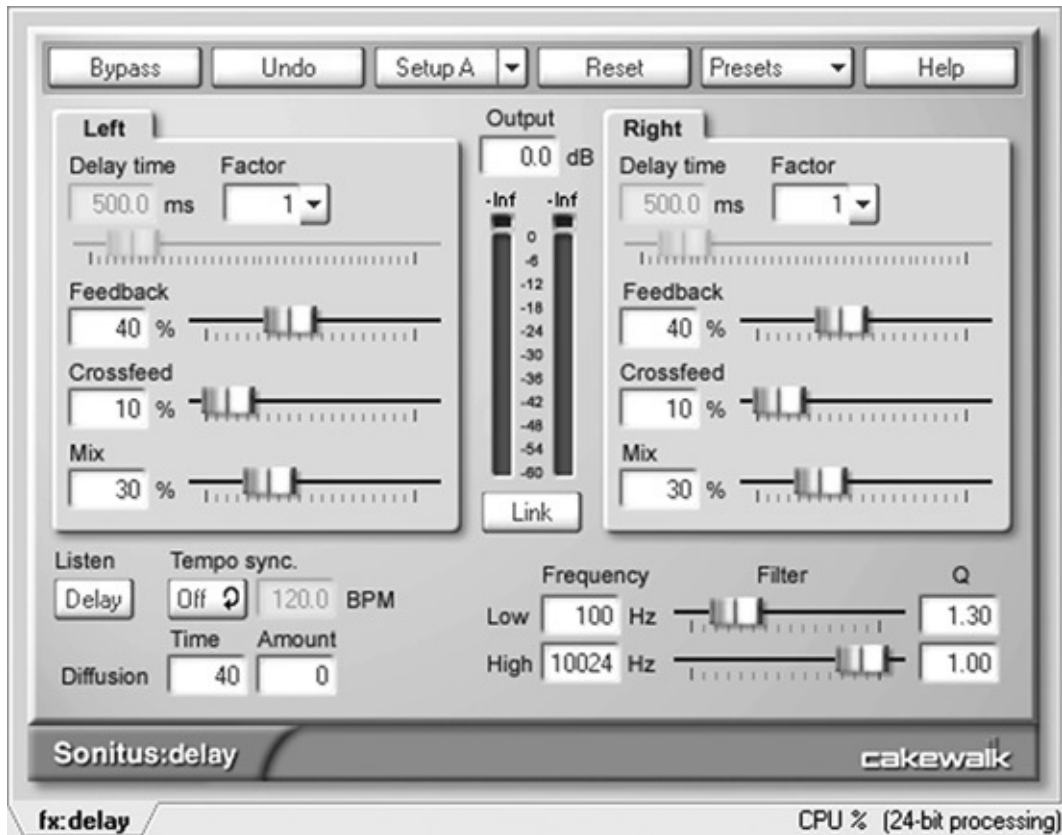 Bypass Undo Setup A Reset Presets Help
Left
Delay time Factor
500.0 ms 1
Feedback
40 %
Crossfeed
10 %
Mix
30 %
Output
0.0 dB
-Inf -Inf
0
-6
-12
-18
-24
-30
-36
-42
-48
-54
-60
Link
Right
Delay time Factor
500.0 ms 1
Feedback
40 %
Crossfeed
10 %
Mix
30 %
Listen Tempo sync.
Delay Off 120.0 BPM
Time Amount
Diffusion 40 0
Frequency Filter Q
Low 100 Hz 1.30
High 10024 Hz 1.00
Sonitus:delay cakewalk
fx:delay CPU % (24-bit processing)